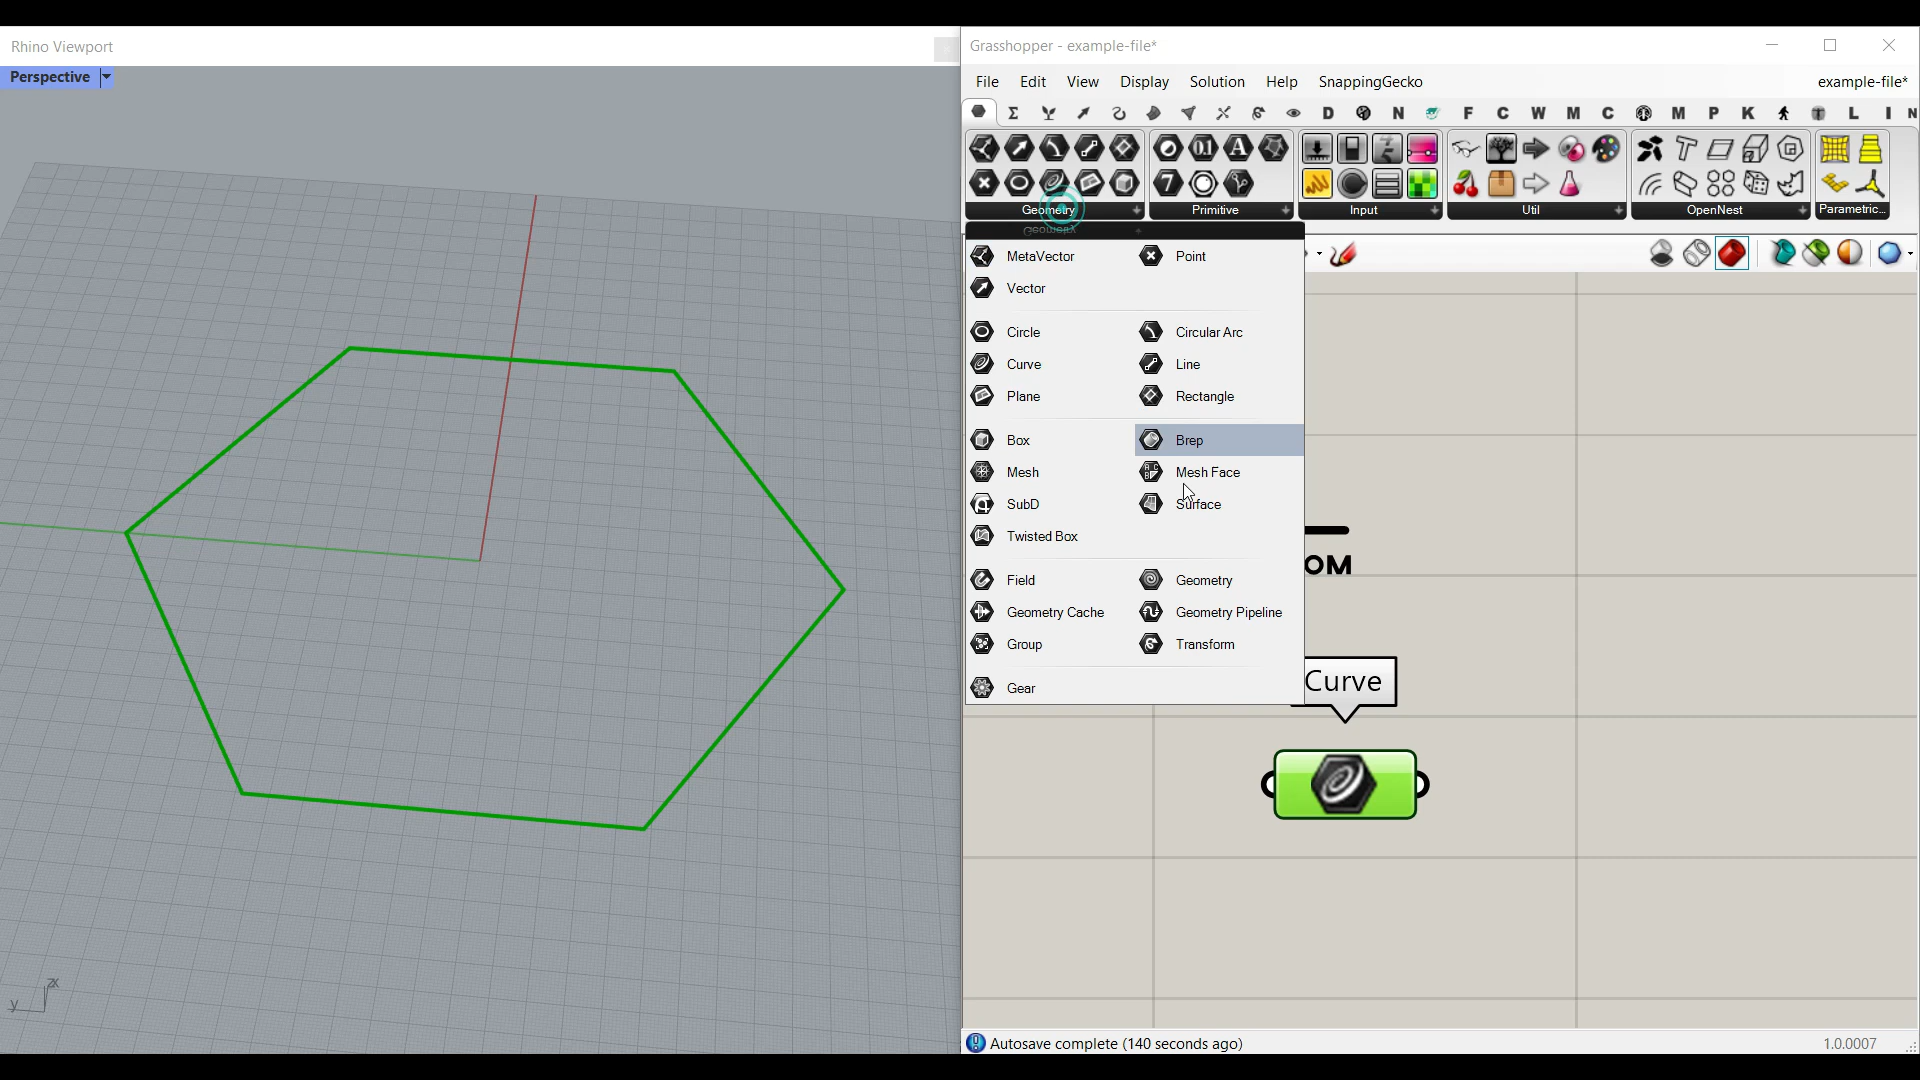 Rhino Viewport
Perspective
y
zx
Grasshopper - example-file*
File Edit View Display Solution Help SnappingGecko example-file*
D N F C W M C M P K L I N
Geometry Primitive Input Util OpenNest Parametric...
Geometry
MetaVector Point
Vector
Circle Circular Arc
Curve Line
Plane Rectangle
Box Brep
Mesh Mesh Face
SubD Surface
Twisted Box
Field Geometry
Geometry Cache Geometry Pipeline
Group Transform
Gear
OM
Curve
Autosave complete (140 seconds ago) 1.0.0007